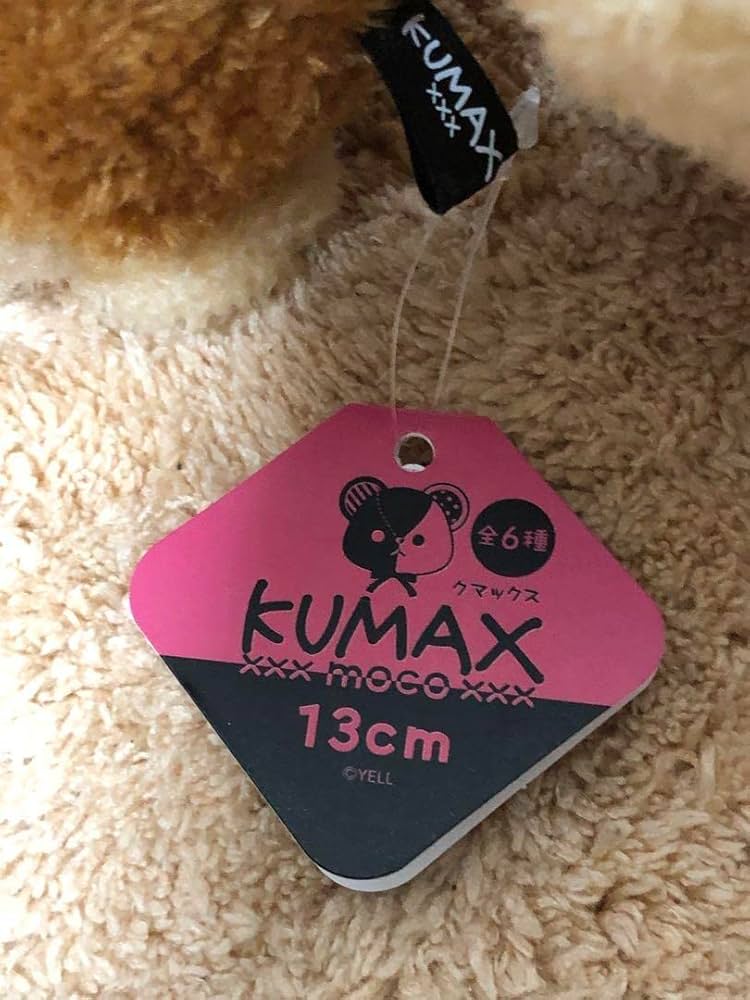 KUMAX
xxx
全6種
クマックス
KUMAX
xxx moco xxx
13cm
©YELL